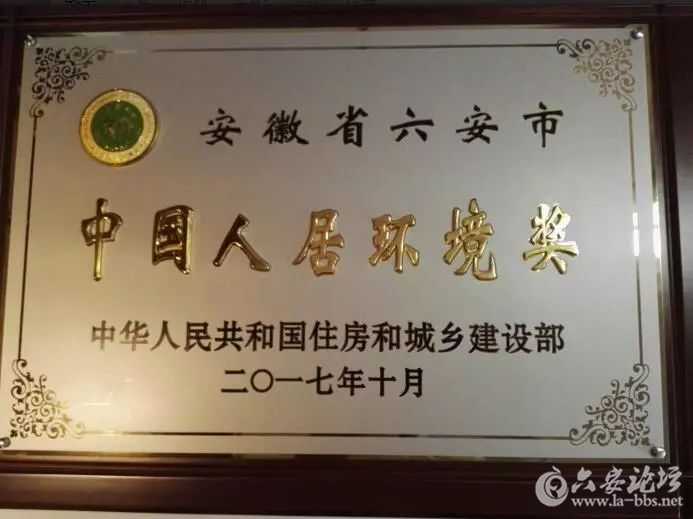 安徽省六安市
中国人居环境奖
中华人民共和国住房和城乡建设部
二〇一七年十月
六安论坛
www.la-bbs.net